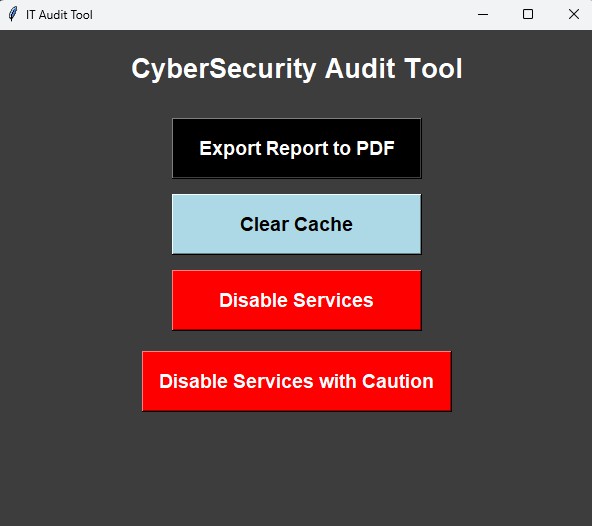 IT Audit Tool
CyberSecurity Audit Tool
Export Report to PDF
Clear Cache
Disable Services
Disable Services with Caution